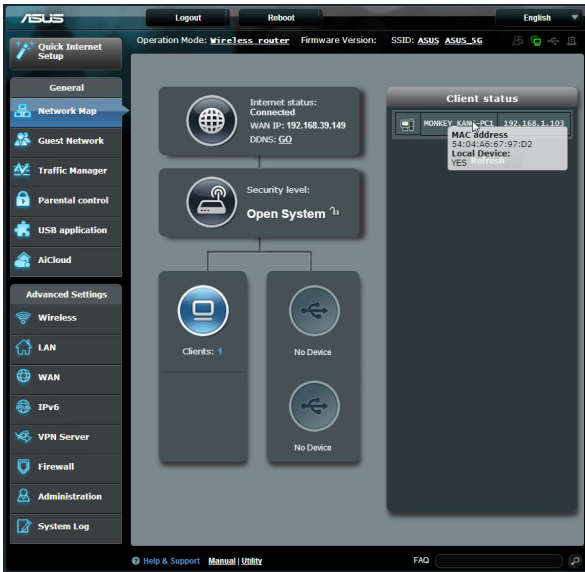 ASUS
Logout
Reboot
English
Operation Mode: Wireless router Firmware Version: SSID: ASUS ASUS_5G
Quick Internet
Setup
General
Network Map
Guest Network
Traffic Manager
Parental control
USB application
AiCloud
Advanced Settings
Wireless
LAN
WAN
IPv6
VPN Server
Firewall
Administration
System Log
Internet status:
Connected
WAN IP: 192.168.39.149
DDNS: GO
Security level:
Open System
Clients: 1
No Device
No Device
Client status
192.168.1.103
MAC address
54:04:A6:67:97:D2
Local Device:
YES
Refresh
Help & Support Manual | Utility
FAQ